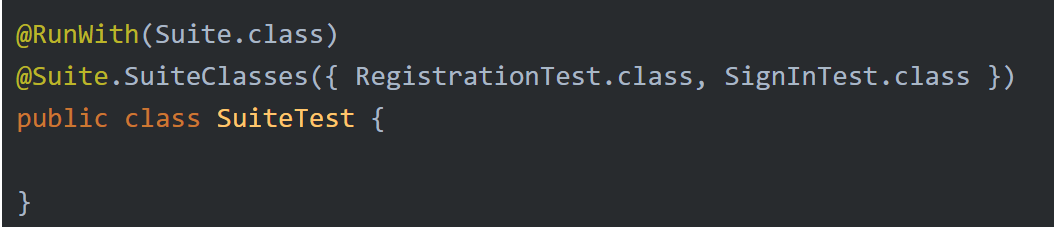 @RunWith(Suite.class)
@Suite.SuiteClasses({ RegistrationTest.class, SignInTest.class })
public class SuiteTest {
}